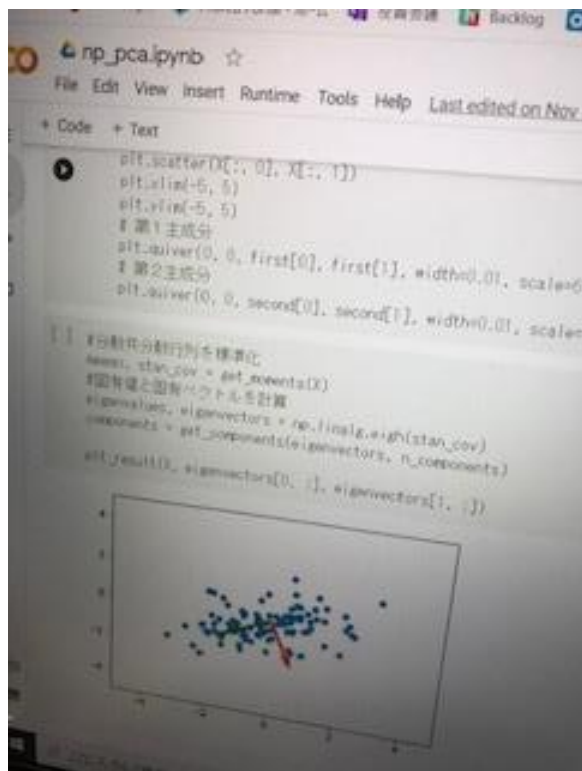 Backlog
np_pca.ipynb
File Edit View Insert Runtime Tools Help Last edited on Nov
+ Code + Text
plt.scatter(X[:, 0], X[:, 1])
plt.xlim(-5, 5)
plt.ylim(-5, 5)
# 第1主成分
plt.quiver(0, 0, first[0], first[1], width=0.01, scale=6
# 第2主成分
plt.quiver(0, 0, second[0], second[1], width=0.01, scale=
[ ] #分散共分散行列を標準化
stan_cov = get_moments(X)
#固有値と固有ベクトルを計算
eigenvalues, eigenvectors = np.linalg.eigh(stan_cov)
components = get_components(eigenvectors, n_components)
plt_result(X, eigenvectors[0, :], eigenvectors[1, :])